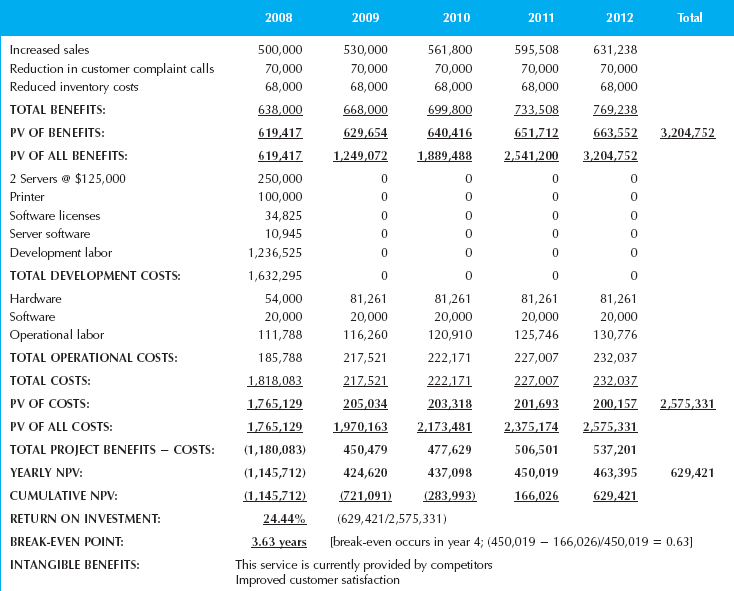 2008 2009 2010 2011 2012 Total
Increased sales 500,000 530,000 561,800 595,508 631,238
Reduction in customer complaint calls 70,000 70,000 70,000 70,000 70,000
Reduced inventory costs 68,000 68,000 68,000 68,000 68,000
TOTAL BENEFITS: 638,000 668,000 699,800 733,508 769,238
PV OF BENEFITS: 619,417 629,654 640,416 651,712 663,552 3,204,752
PV OF ALL BENEFITS: 619,417 1,249,072 1,889,488 2,541,200 3,204,752
2 Servers @ $125,000 250,000 0 0 0 0
Printer 100,000 0 0 0 0
Software licenses 34,825 0 0 0 0
Server software 10,945 0 0 0 0
Development labor 1,236,525 0 0 0 0
TOTAL DEVELOPMENT COSTS: 1,632,295 0 0 0 0
Hardware 54,000 81,261 81,261 81,261 81,261
Software 20,000 20,000 20,000 20,000 20,000
Operational labor 111,788 116,260 120,910 125,746 130,776
TOTAL OPERATIONAL COSTS: 185,788 217,521 222,171 227,007 232,037
TOTAL COSTS: 1,818,083 217,521 222,171 227,007 232,037
PV OF COSTS: 1,765,129 205,034 203,318 201,693 200,157 2,575,331
PV OF ALL COSTS: 1,765,129 1,970,163 2,173,481 2,375,174 2,575,331
TOTAL PROJECT BENEFITS − COSTS: (1,180,083) 450,479 477,629 506,501 537,201
YEARLY NPV: (1,145,712) 424,620 437,098 450,019 463,395 629,421
CUMULATIVE NPV: (1,145,712) (721,091) (283,993) 166,026 629,421
RETURN ON INVESTMENT: 24.44% (629,421/2,575,331)
BREAK-EVEN POINT: 3.63 years [break-even occurs in year 4; (450,019 − 166,026)/450,019 = 0.63]
INTANGIBLE BENEFITS: This service is currently provided by competitors
Improved customer satisfaction